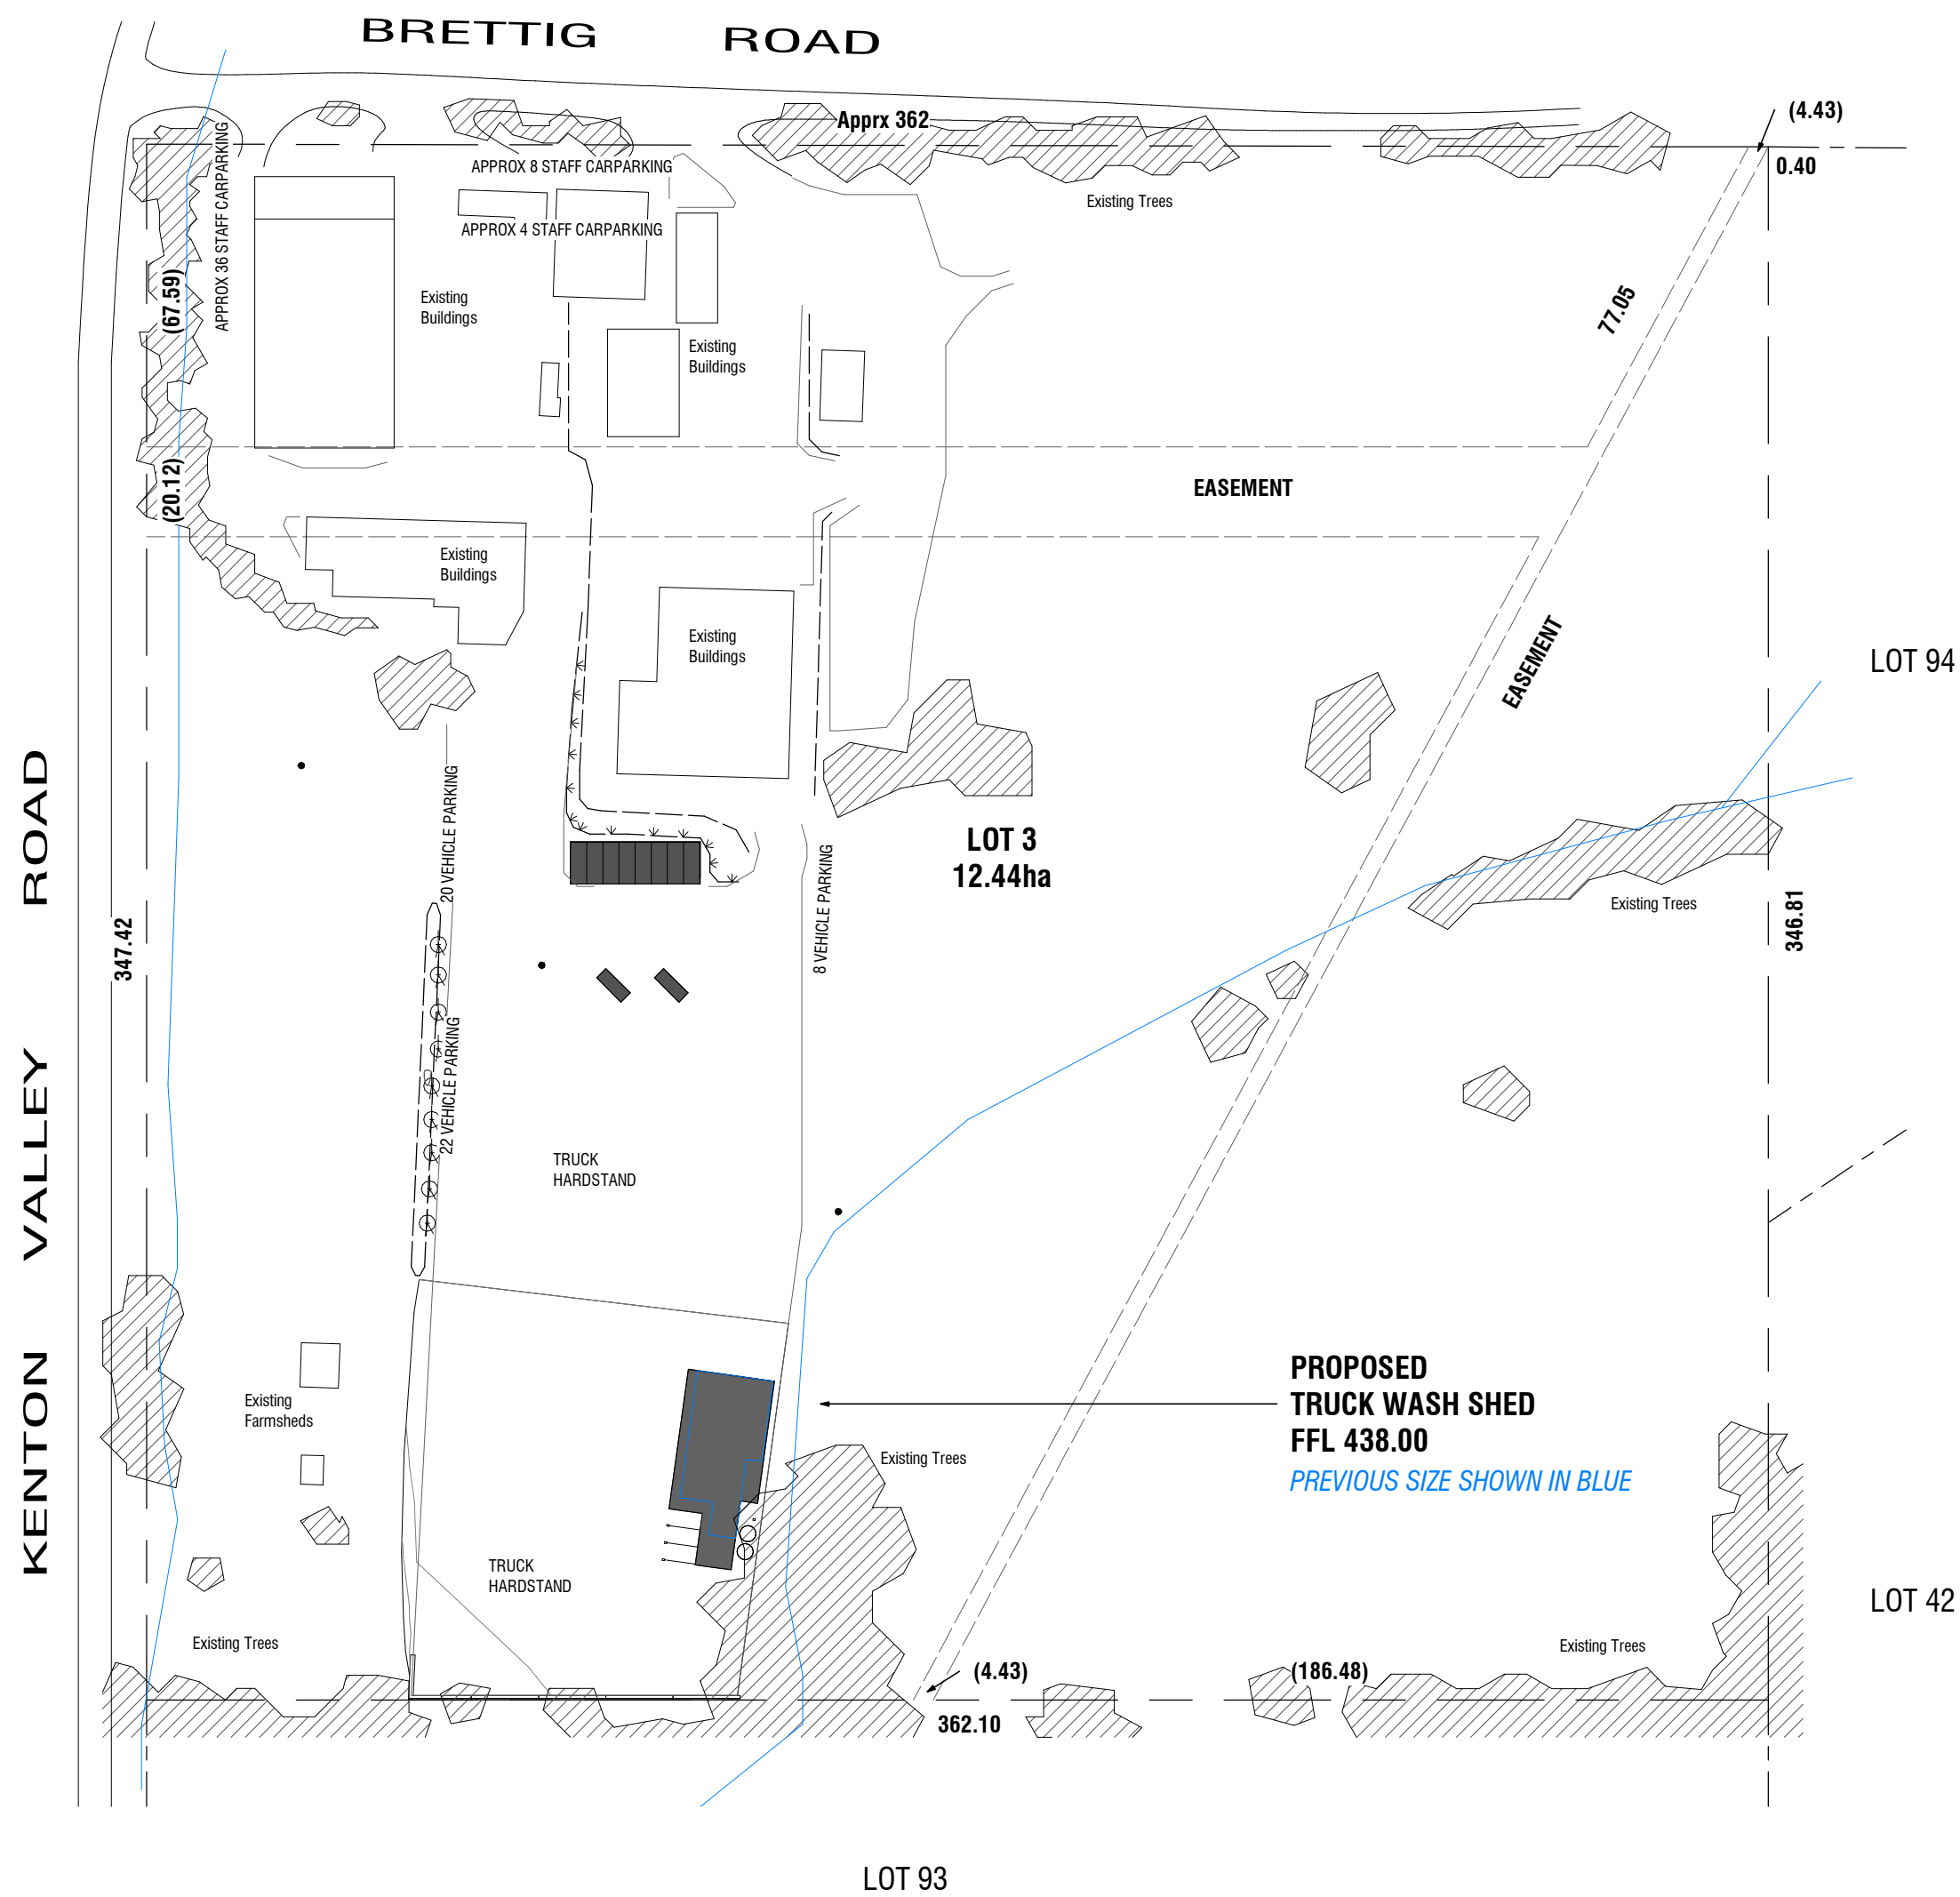 BRETTIG ROAD
Apprx 362
(4.43)
0.40
APPROX 36 STAFF CARPARKING
APPROX 8 STAFF CARPARKING
APPROX 4 STAFF CARPARKING
Existing Trees
(67.59)
Existing
Buildings
Existing
Buildings
77.05
(20.12)
EASEMENT
Existing
Buildings
Existing
Buildings
EASEMENT
LOT 94
KENTON VALLEY ROAD
347.42
20 VEHICLE PARKING
8 VEHICLE PARKING
LOT 3
12.44ha
Existing Trees
346.81
22 VEHICLE PARKING
TRUCK
HARDSTAND
PROPOSED
TRUCK WASH SHED
FFL 438.00
PREVIOUS SIZE SHOWN IN BLUE
Existing
Farmsheds
Existing Trees
TRUCK
HARDSTAND
LOT 42
Existing Trees
(4.43)
(186.48)
Existing Trees
362.10
LOT 93